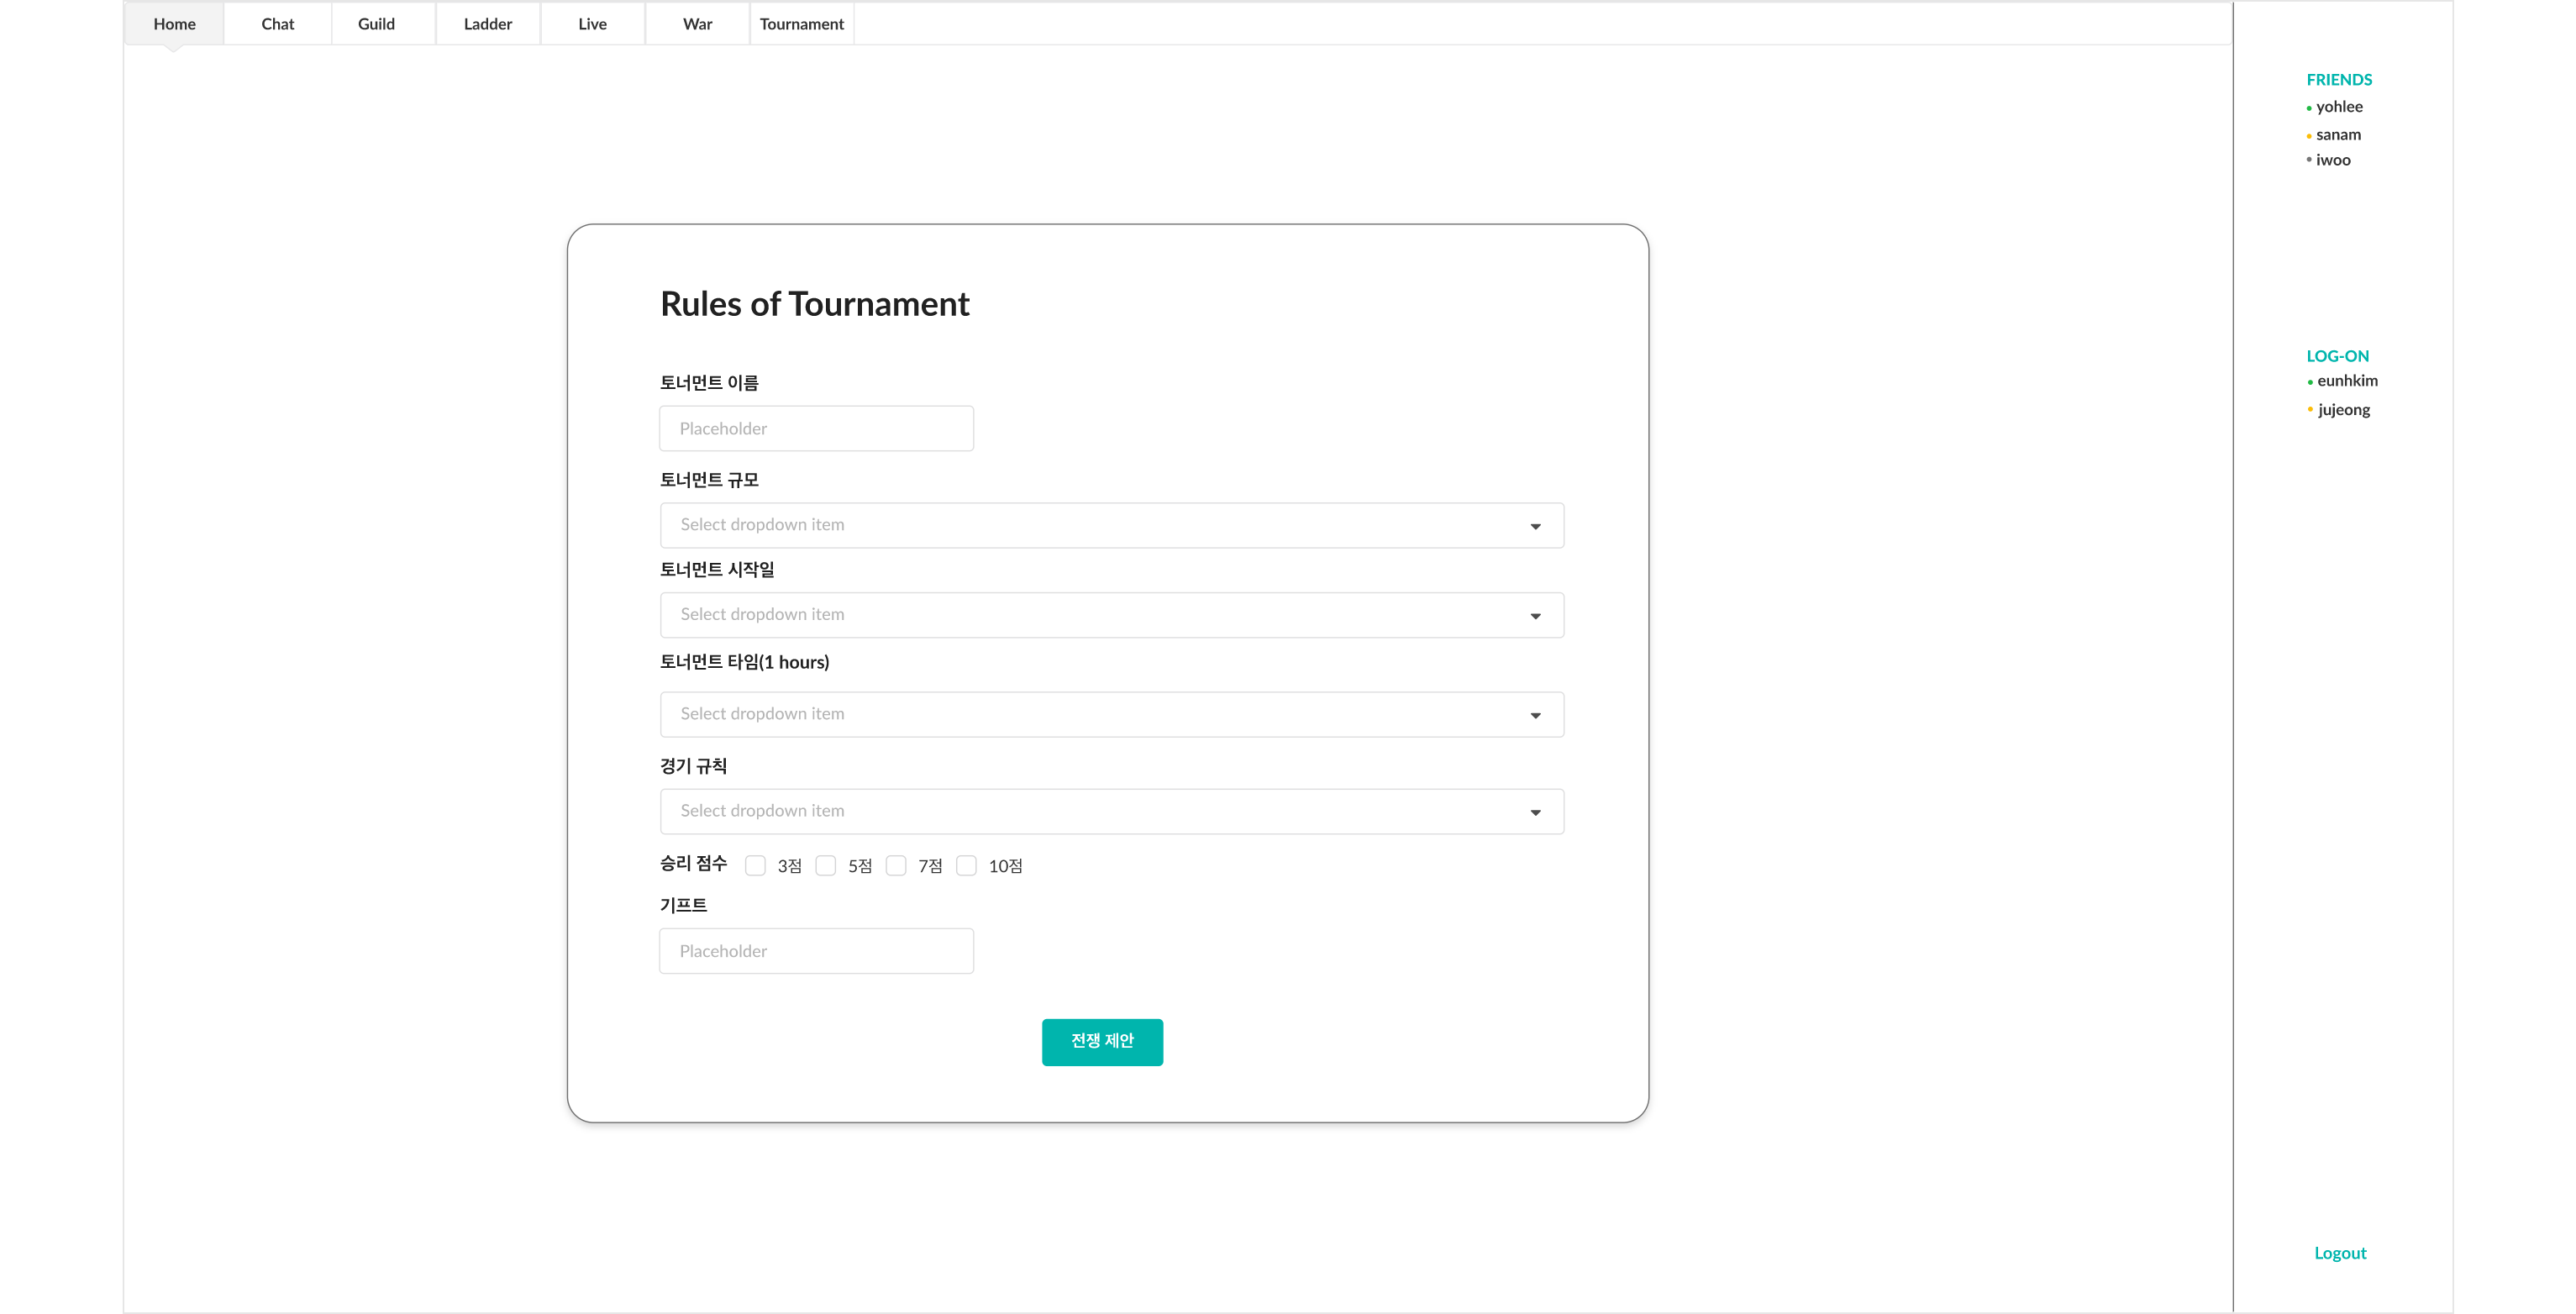 Home Chat Guild Ladder Live War Tournament
Rules of Tournament
토너먼트 이름
Placeholder
토너먼트 규모
Select dropdown item
토너먼트 시작일
Select dropdown item
토너먼트 타임(1 hours)
Select dropdown item
경기 규칙
Select dropdown item
승리 점수 3점 5점 7점 10점
기프트
Placeholder
전쟁 제안
FRIENDS
yohlee
sanam
iwoo
LOG-ON
eunhkim
jujeong
Logout